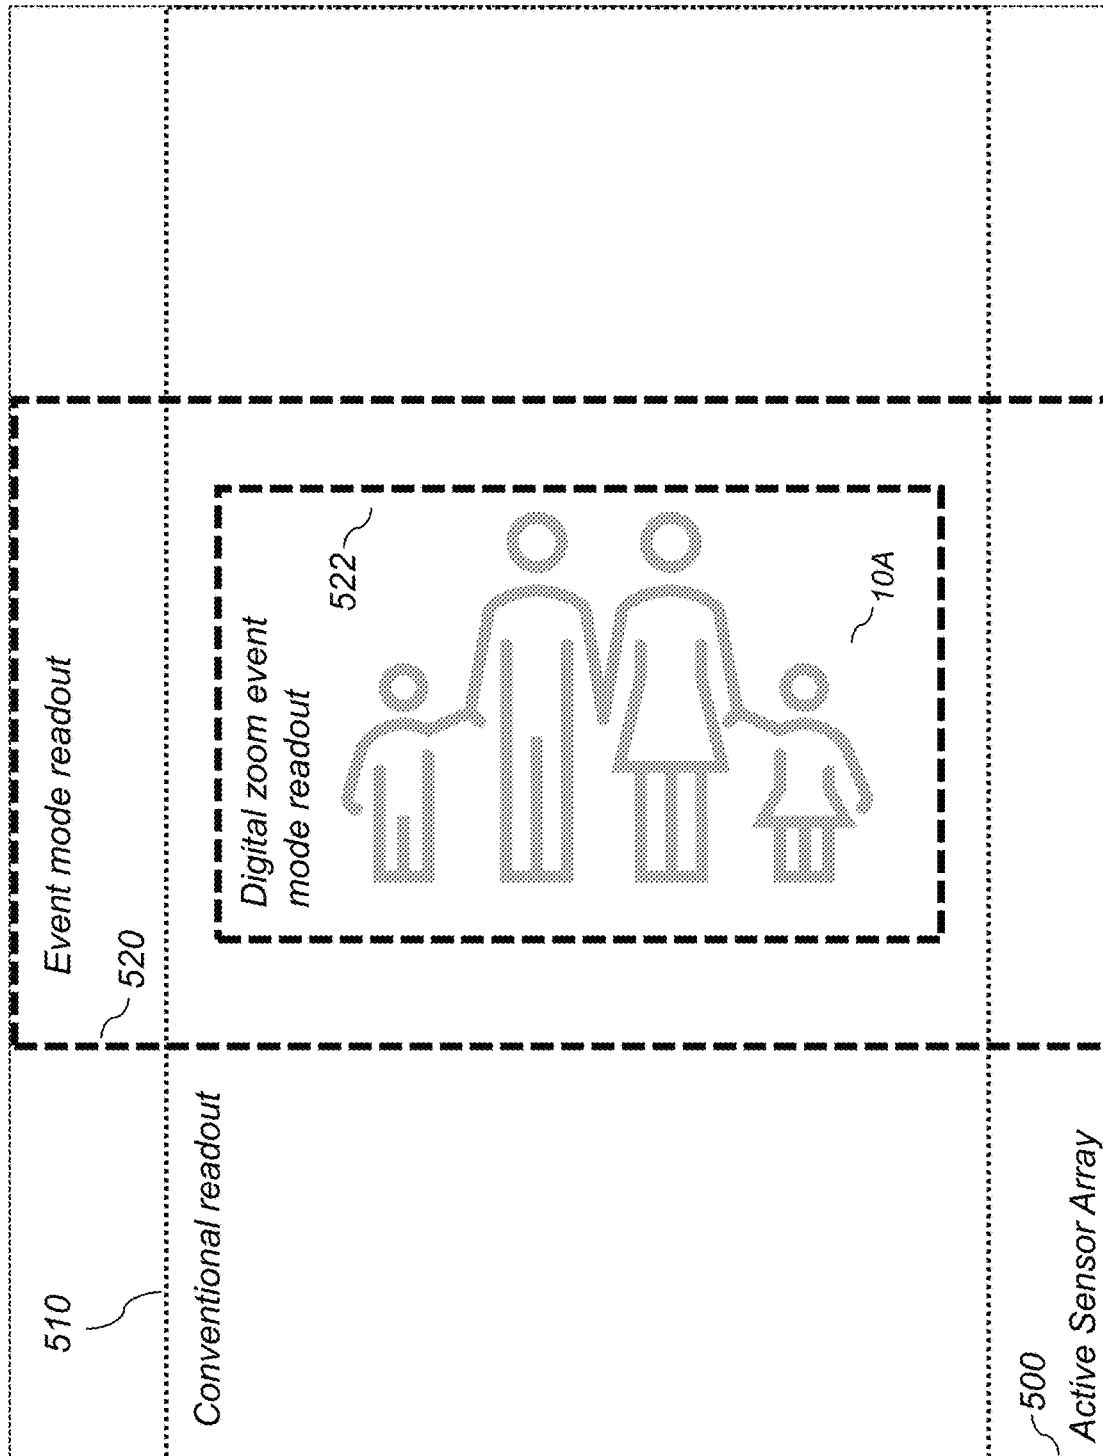 510
Conventional readout
Event mode readout
520
Digital zoom event
mode readout
522
10A
500
Active Sensor Array